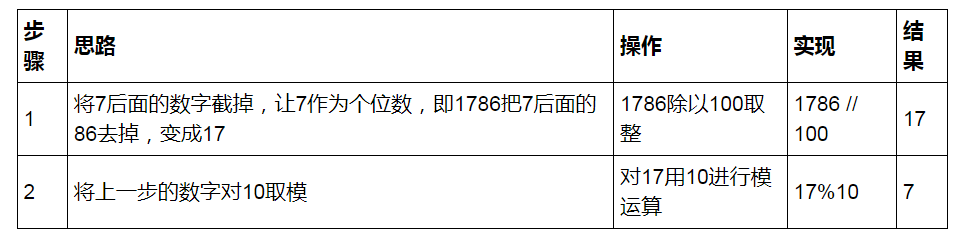 步骤 思路 操作 实现 结果
1 将7后面的数字截掉，让7作为个位数，即1786把7后面的86去掉，变成17 1786除以100取整 1786 // 100 17
2 将上一步的数字对10取模 对17用10进行模运算 17%10 7